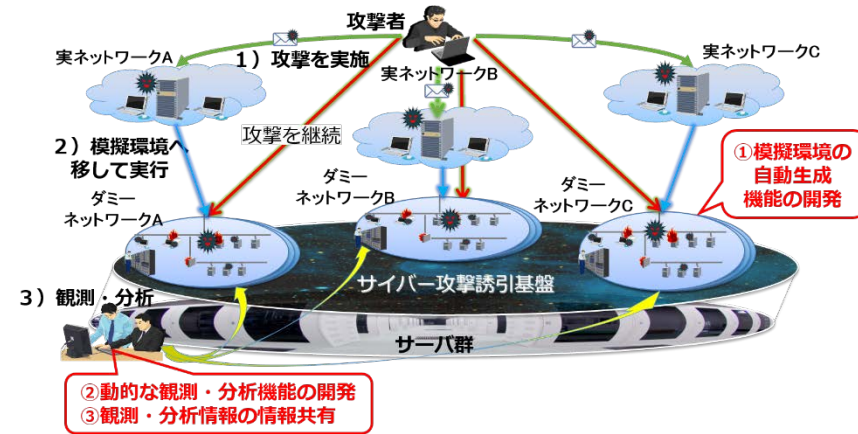 攻撃者
実ネットワークA
1）攻撃を実施
実ネットワークB
実ネットワークC
2）模擬環境へ
移して実行
攻撃を継続
①模擬環境の
自動生成
機能の開発
ダミー
ネットワークA
ダミー
ネットワークB
ダミー
ネットワークC
サイバー攻撃誘引基盤
3）観測・分析
サーバ群
②動的な観測・分析機能の開発
③観測・分析情報の情報共有